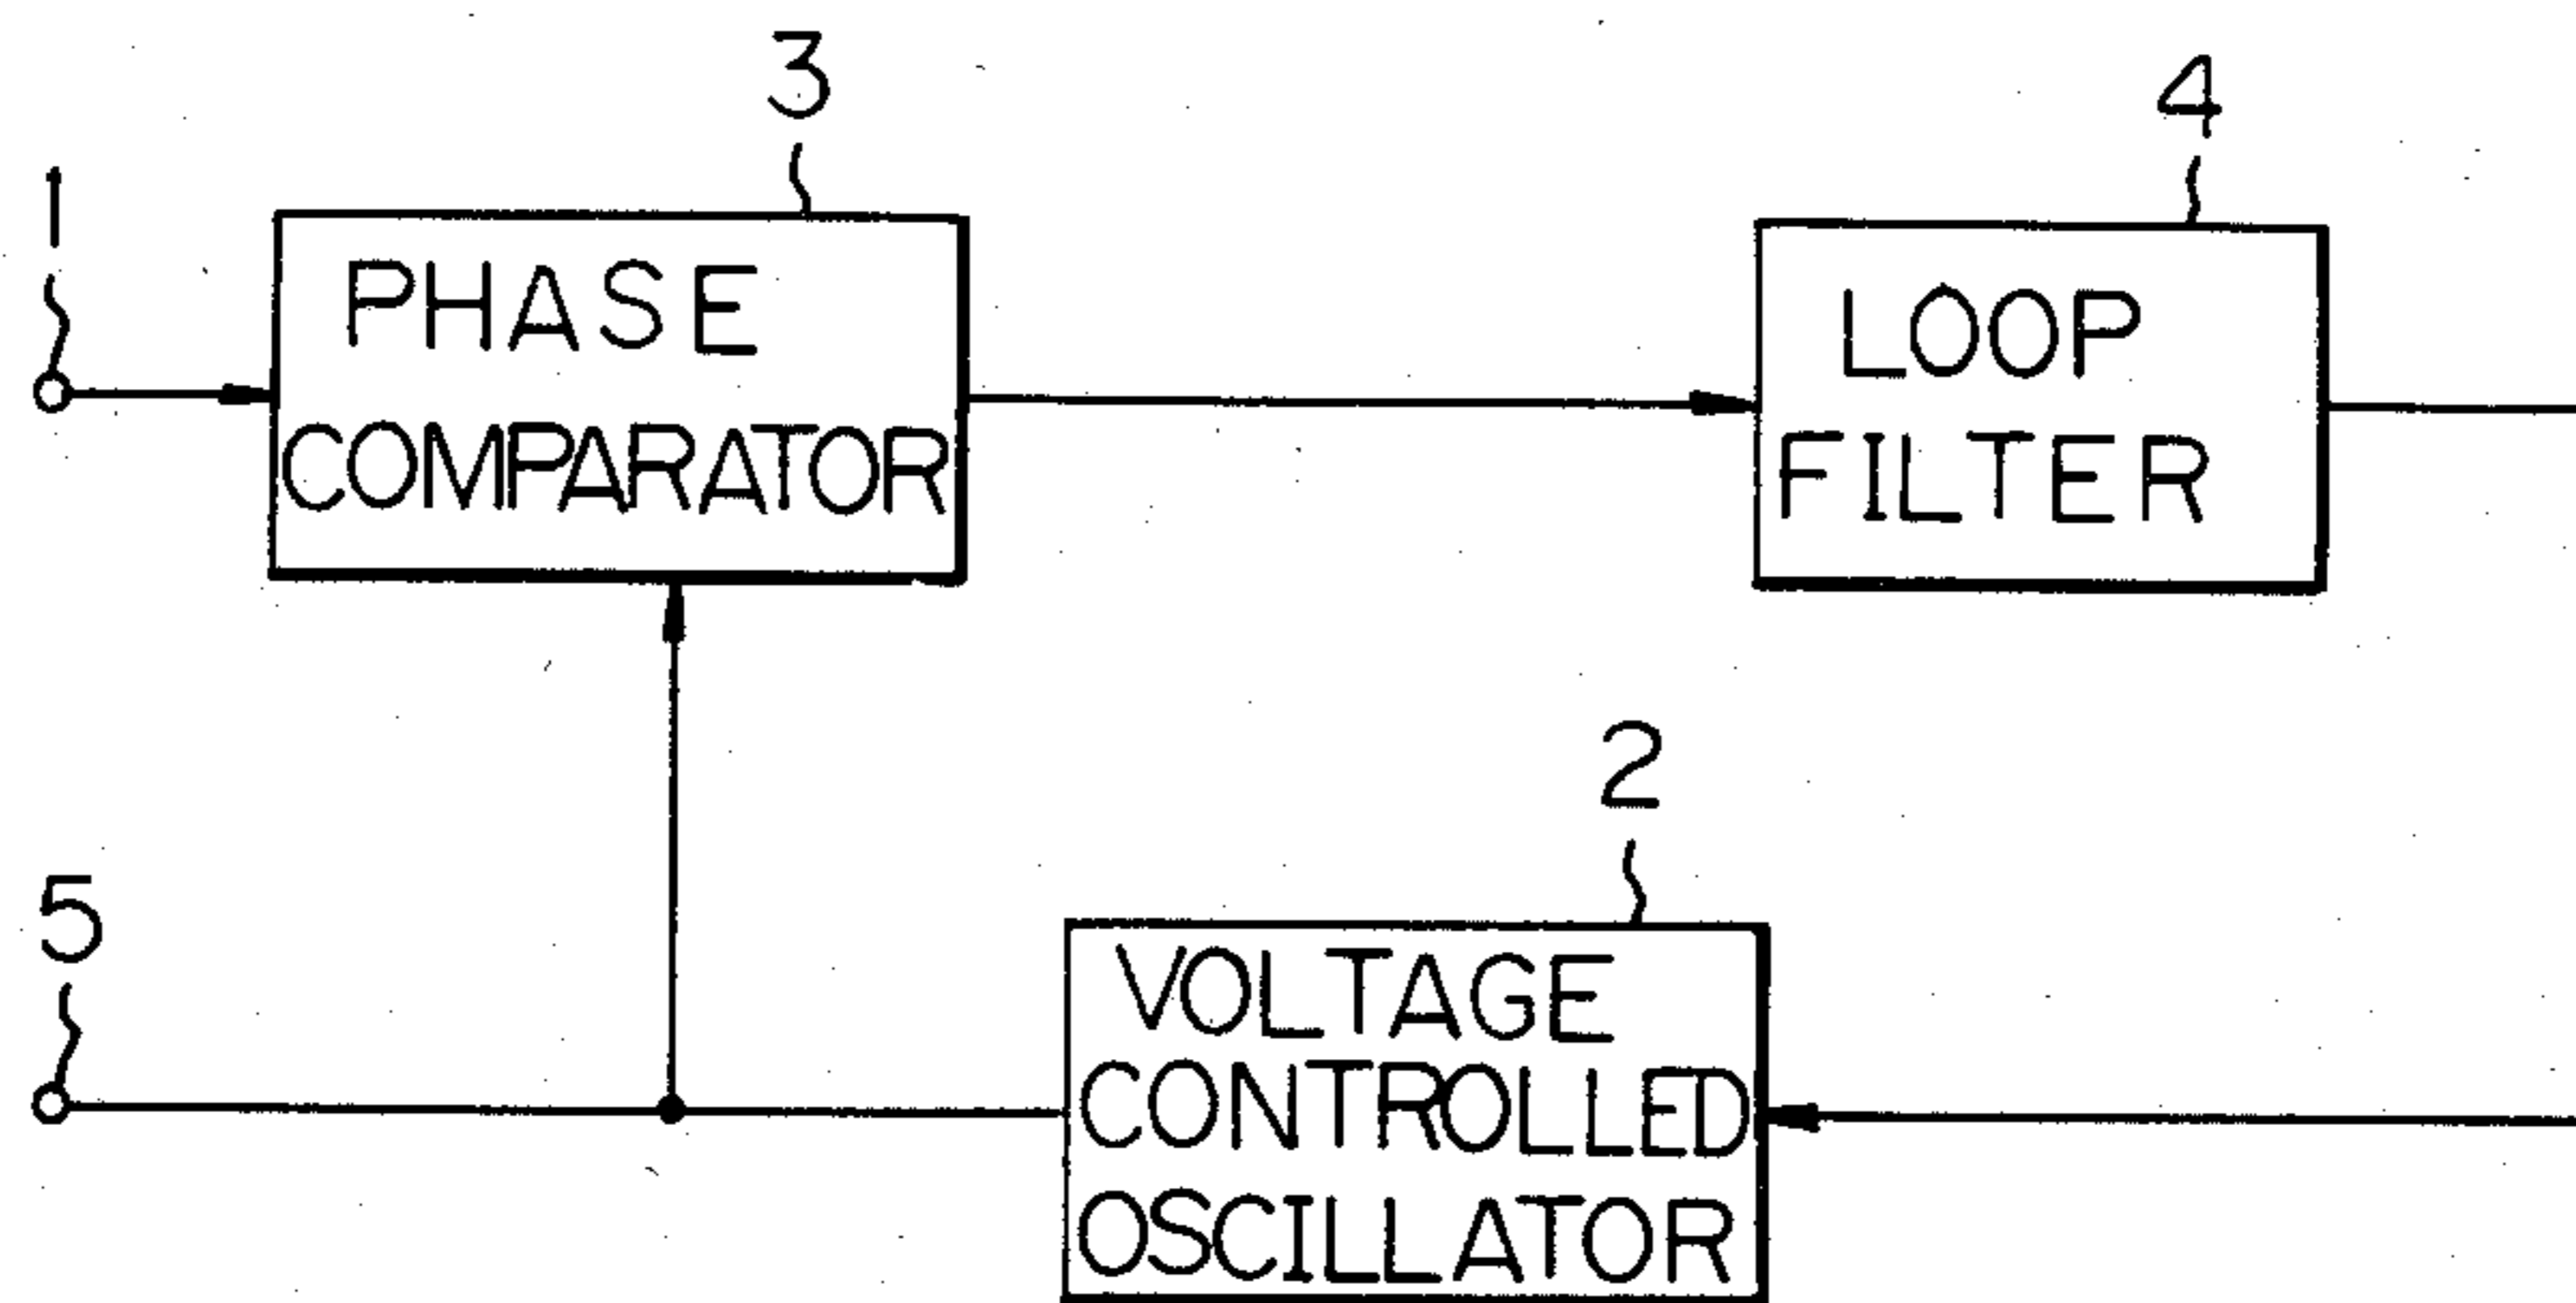 3
4
1
PHASE
COMPARATOR
LOOP
FILTER
2
5
VOLTAGE
CONTROLLED
OSCILLATOR